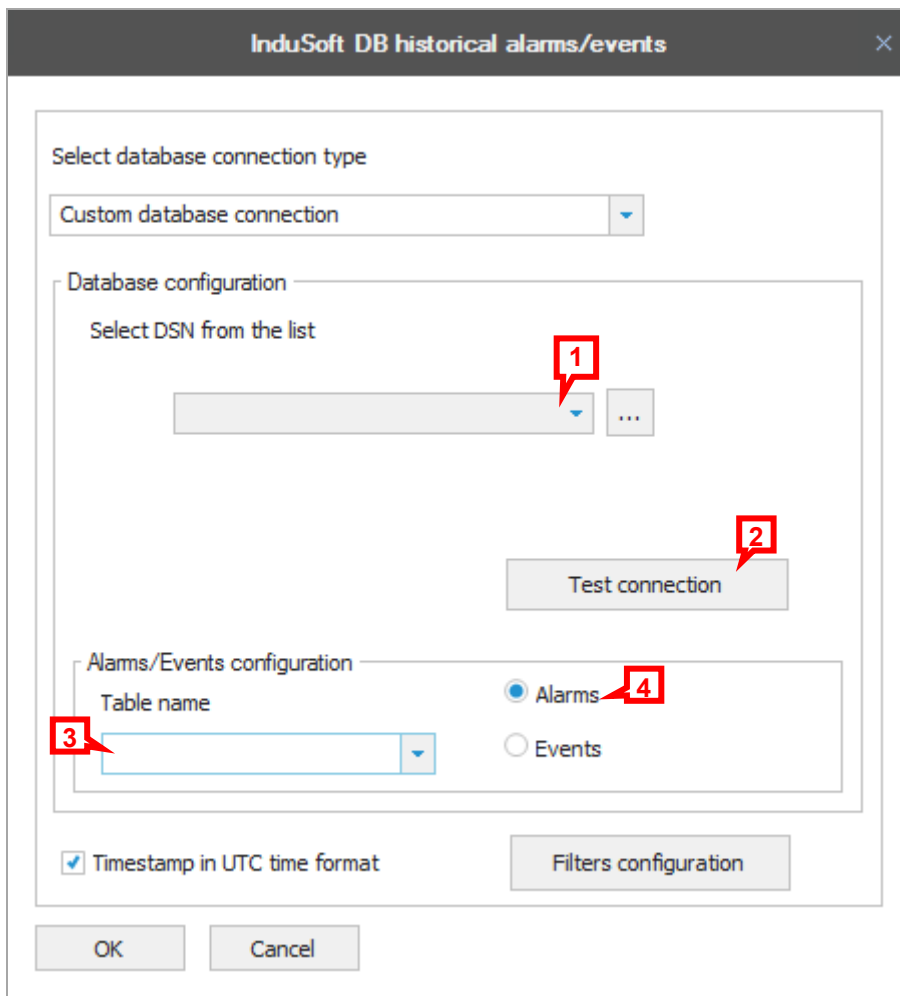 InduSoft DB historical alarms/events
Select database connection type
Custom database connection
Database configuration
Select DSN from the list
1
...
2
Test connection
Alarms/Events configuration
Table name
Alarms
4
3
Events
Timestamp in UTC time format
Filters configuration
OK
Cancel